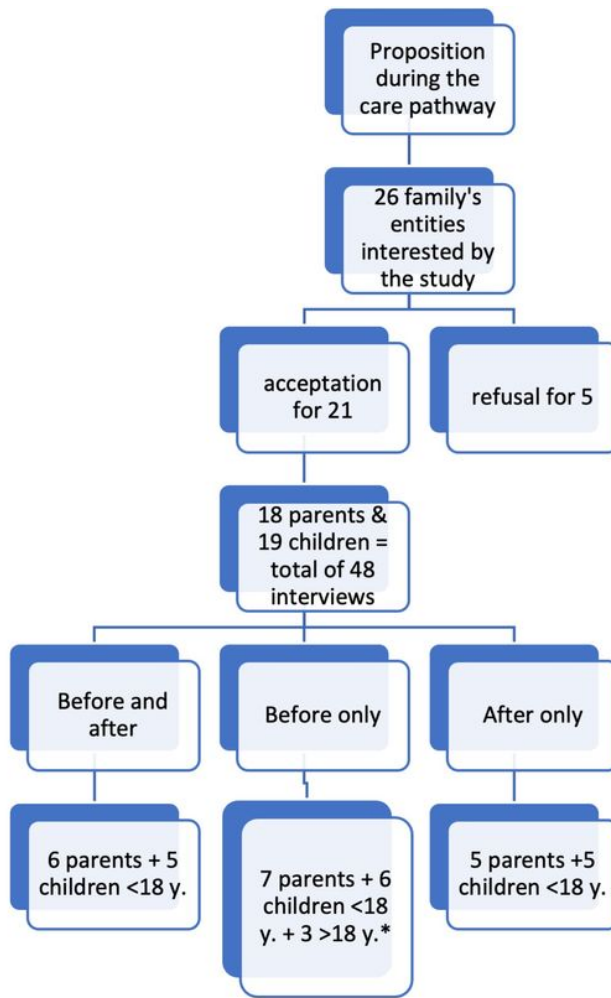 Proposition
during the
care pathway
26 family's
entities
interested by
the study
acceptation
for 21
refusal for 5
18 parents &
19 children =
total of 48
interviews
Before and
after
Before only
After only
6 parents + 5
children <18 y.
7 parents + 6
children <18
y. + 3 >18 y.*
5 parents +5
children <18 y.